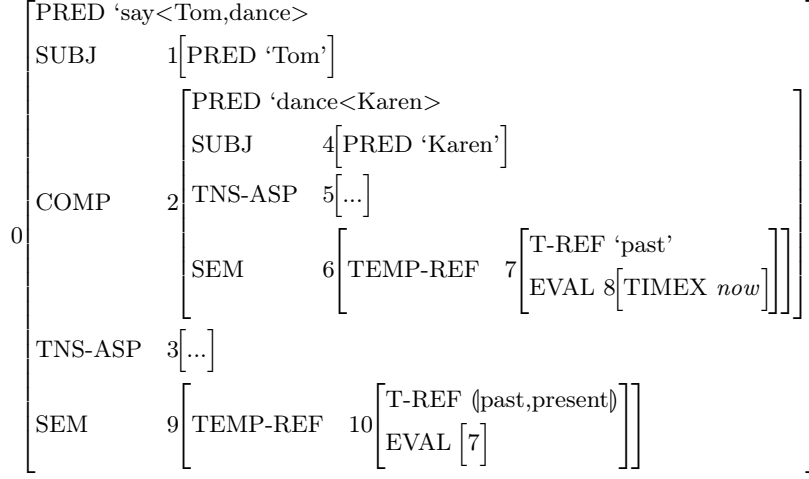 PRED ‘say<Tom,dance>
SUBJ 1[PRED ‘Tom’]
PRED ‘dance<Karen>
SUBJ 4[PRED ‘Karen’]
COMP 2 TNS-ASP 5[...]
0
SEM 6 TEMP-REF 7 T-REF ‘past’
EVAL 8[TIMEX now]
TNS-ASP 3[...]
SEM 9 TEMP-REF 10 T-REF ⦇past,present⦈
EVAL [7]